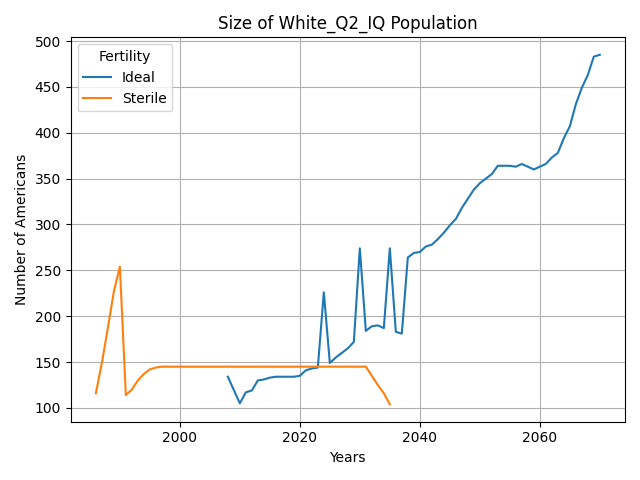 Size of White_Q2_IQ Population
Number of Americans
500
450
400
350
300
250
200
150
100
Fertility
Ideal
Sterile
2000
2020
2040
2060
Years